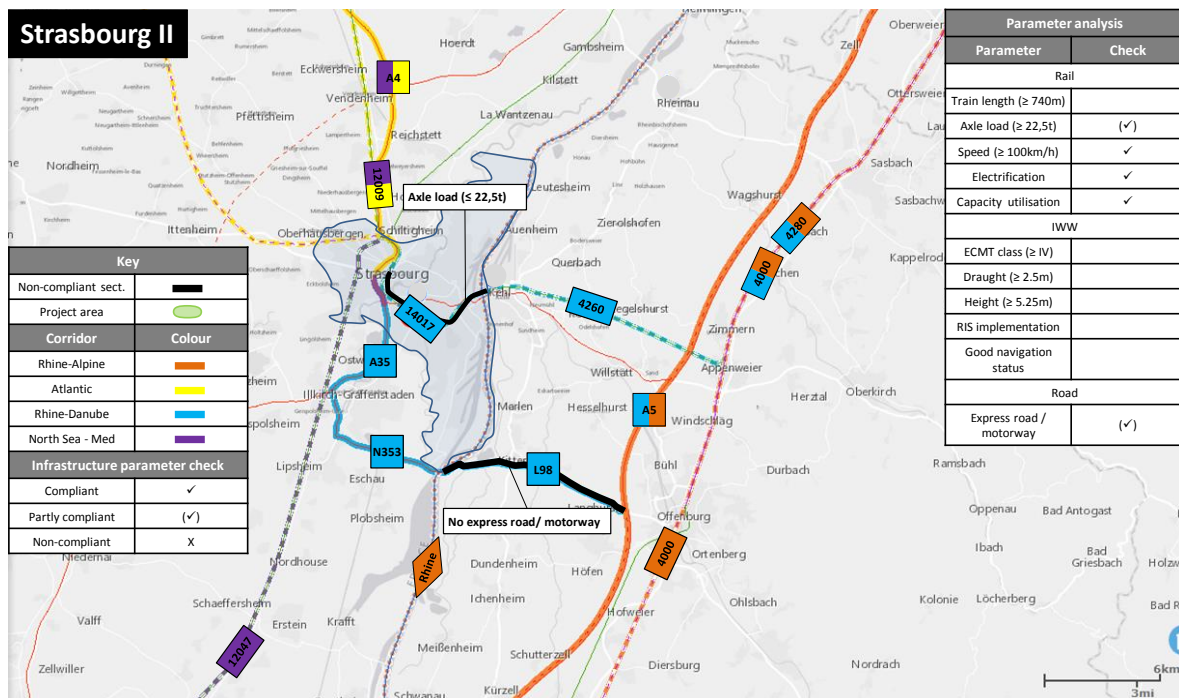 Strasbourg II
Parameter analysis
Parameter Check
Rail
Train length (≥ 740m)
Axle load (≥ 22,5t) (✓)
Speed (≥ 100km/h) ✓
Electrification ✓
Capacity utilisation ✓
IWW
ECMT class (≥ IV)
Draught (≥ 2.5m)
Height (≥ 5.25m)
RIS implementation
Good navigation
status
Road
Express road /
motorway (✓)
Key
Non-compliant sect.
Project area
Corridor Colour
Rhine-Alpine
Atlantic
Rhine-Danube
North Sea - Med
Infrastructure parameter check
Compliant ✓
Partly compliant (✓)
Non-compliant X
Axle load (≤ 22,5t)
No express road/ motorway
A4
12009
14017
4260
4280
4000
A35
A5
N353
L98
4000
Rhine
12047
Hoerdt
Gambsheim
Zell
Oberweier
Eckwersheim
Vendenheim
Kilstett
Ottersweier
La Wantzenau
Rheinau
Pfettisheim
Reichstett
Nordheim
Sasbach
Leutesheim
Wagshurst
Ittenheim
Oberhausbergen
Schiltigheim
Auenheim
Zierolshofen
Querbach
Kappelrod
Strasbourg
Kehl
Zimmern
Appenweier
Willstätt
Sand
Oberkirch
Herztal
Illkirch-Graffenstaden
Marlen
Hesselhurst
Windschläg
Lipsheim
Eschau
Bühl
Durbach
Ramsbach
Plobsheim
Offenburg
Oppenau
Bad Antogast
Ortenberg
Ibach
Bad
Griesbach
Holzw
Niedernai
Nordhouse
Dundenheim
Höfen
Ichenheim
Ohlsbach
Kolonie
Löcherberg
Bad R
Schaeffersheim
Hofweier
Valff
Erstein
Krafft
Meißenheim
Schutterzell
Diersburg
Nordrach
Zellwiller
Schwanau
Kürzell
6km
3mi